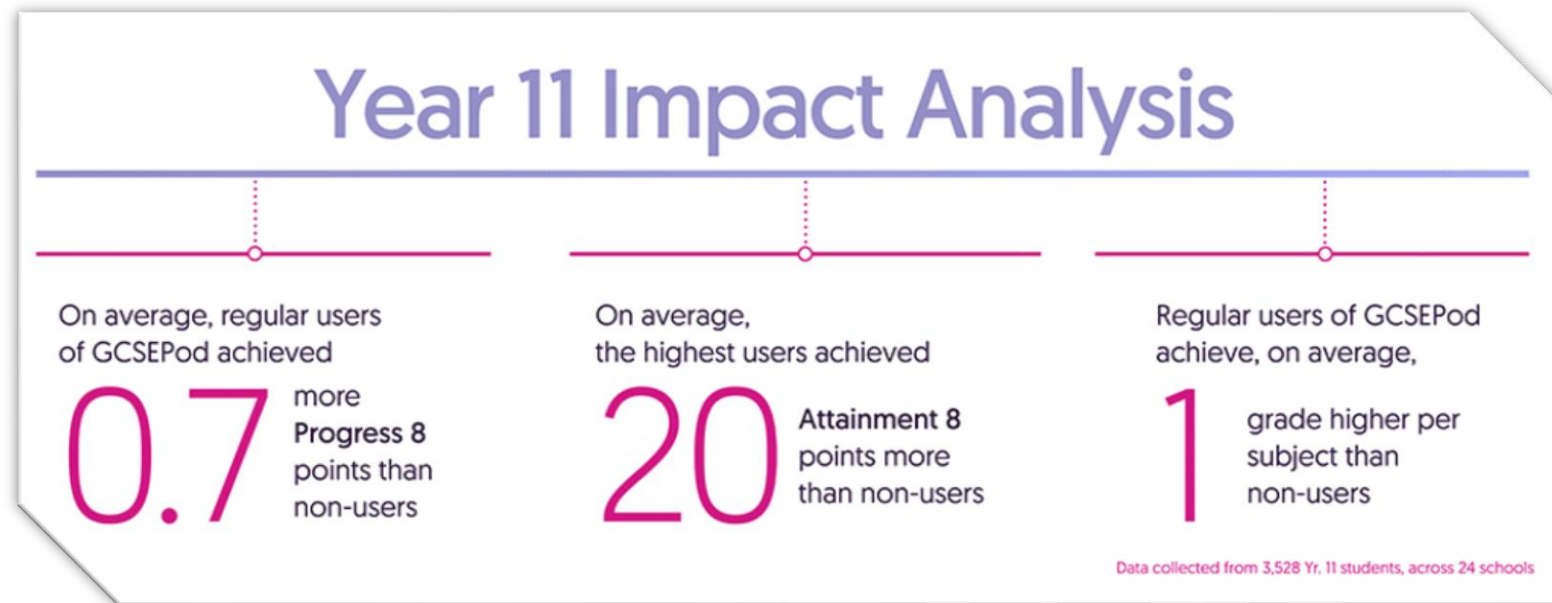 Year 11 Impact Analysis
On average, regular users
of GCSEPod achieved
0.7
more
Progress 8
points than
non-users
On average,
the highest users achieved
20
Attainment 8
points more
than non-users
Regular users of GCSEPod
achieve, on average,
1
grade higher per
subject than
non-users
Data collected from 3,528 Yr. 11 students, across 24 schools